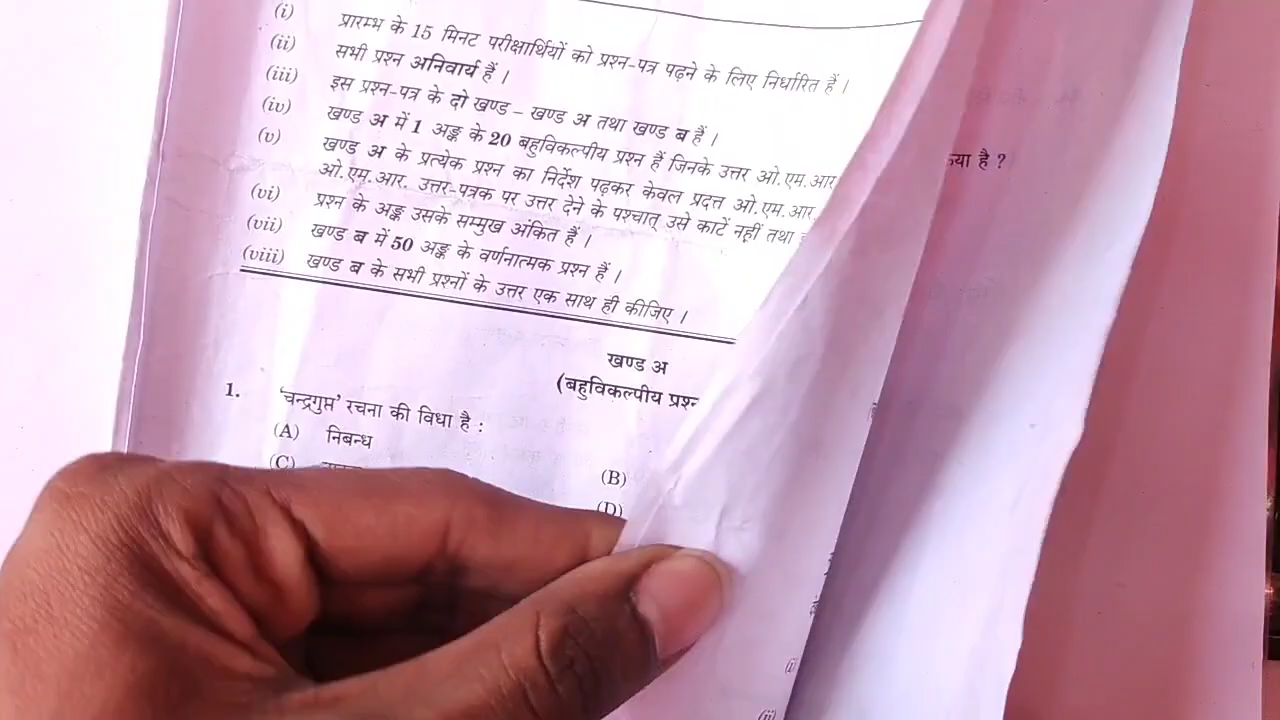 (i) प्रारम्भ के 15 मिनट परीक्षार्थियों को प्रश्न-पत्र पढ़ने के लिए निर्धारित हैं।
(ii) सभी प्रश्न अनिवार्य हैं।
(iii) इस प्रश्न-पत्र के दो खण्ड – खण्ड अ तथा खण्ड ब हैं।
(iv) खण्ड अ में 1 अङ्क के 20 बहुविकल्पीय प्रश्न हैं जिनके उत्तर ओ.एम.आर
(v) खण्ड अ के प्रत्येक प्रश्न का निर्देश पढ़कर केवल प्रदत्त ओ.एम.आर.
ओ.एम.आर. उत्तर-पत्रक पर उत्तर देने के पश्चात् उसे काटें नहीं तथा
(vi) प्रश्न के अङ्क उसके सम्मुख अंकित हैं।
(vii) खण्ड ब में 50 अङ्क के वर्णनात्मक प्रश्न हैं।
(viii) खण्ड ब के सभी प्रश्नों के उत्तर एक साथ ही कीजिए।
खण्ड अ
(बहुविकल्पीय प्रश्न
1. 'चन्द्रगुप्त' रचना की विधा है :
(A) निबन्ध
(B)
(C)
(D)
क्या है ?
(i)
(ii)